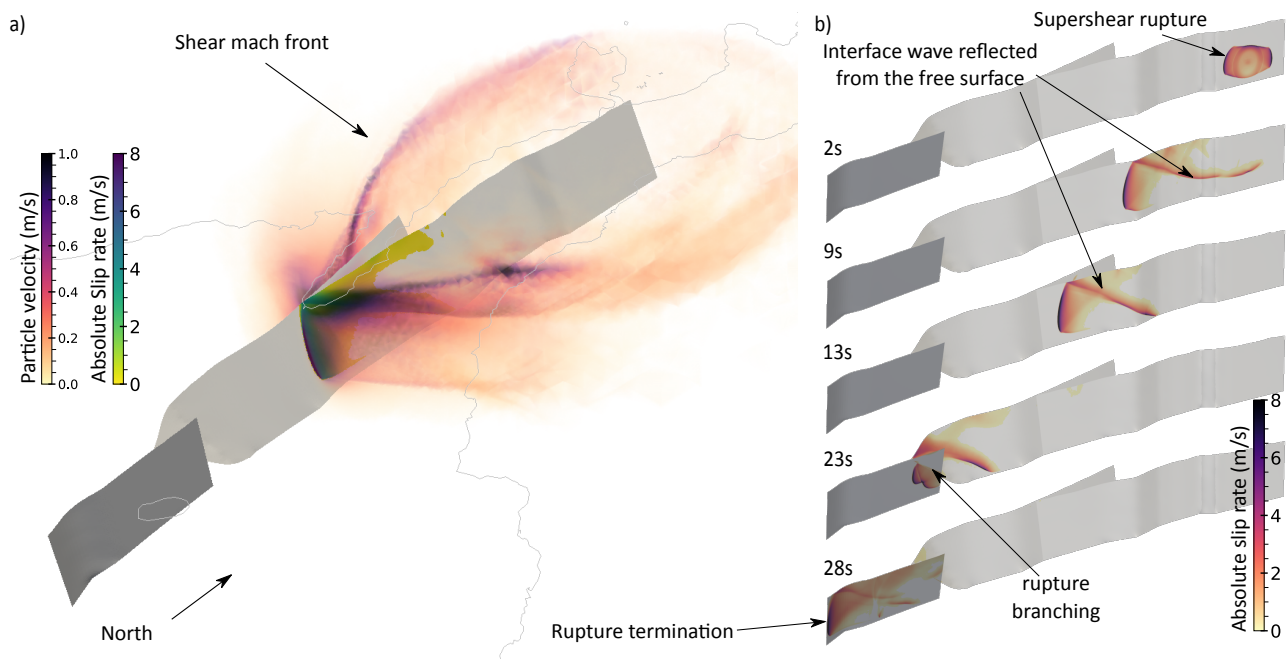 a)
Shear mach front
Particle velocity (m/s)
1.0
0.8
0.6
0.4
0.2
0.0
Absolute Slip rate (m/s)
8
6
4
2
0
North
b)
Supershear rupture
Interface wave reflected
from the free surface
2s
9s
13s
23s
28s
rupture
branching
Rupture termination
Absolute slip rate (m/s)
8
6
4
2
0